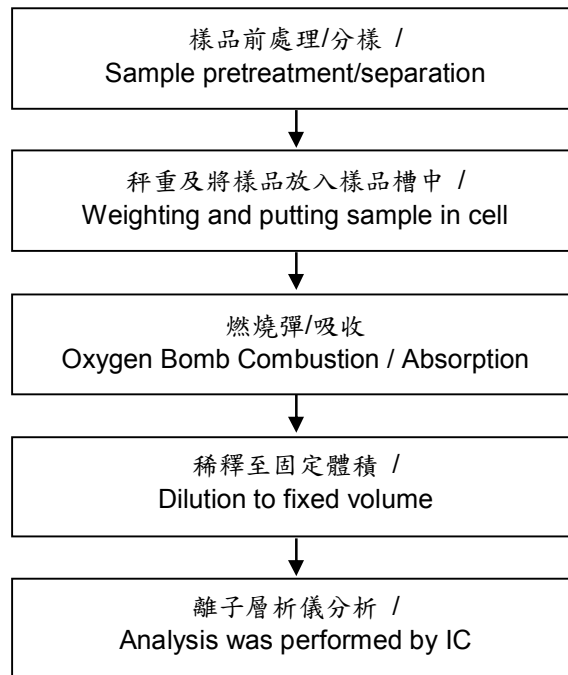 樣品前處理/分樣 /
Sample pretreatment/separation
秤重及將樣品放入樣品槽中 /
Weighting and putting sample in cell
燃燒彈/吸收
Oxygen Bomb Combustion / Absorption
稀釋至固定體積 /
Dilution to fixed volume
離子層析儀分析 /
Analysis was performed by IC